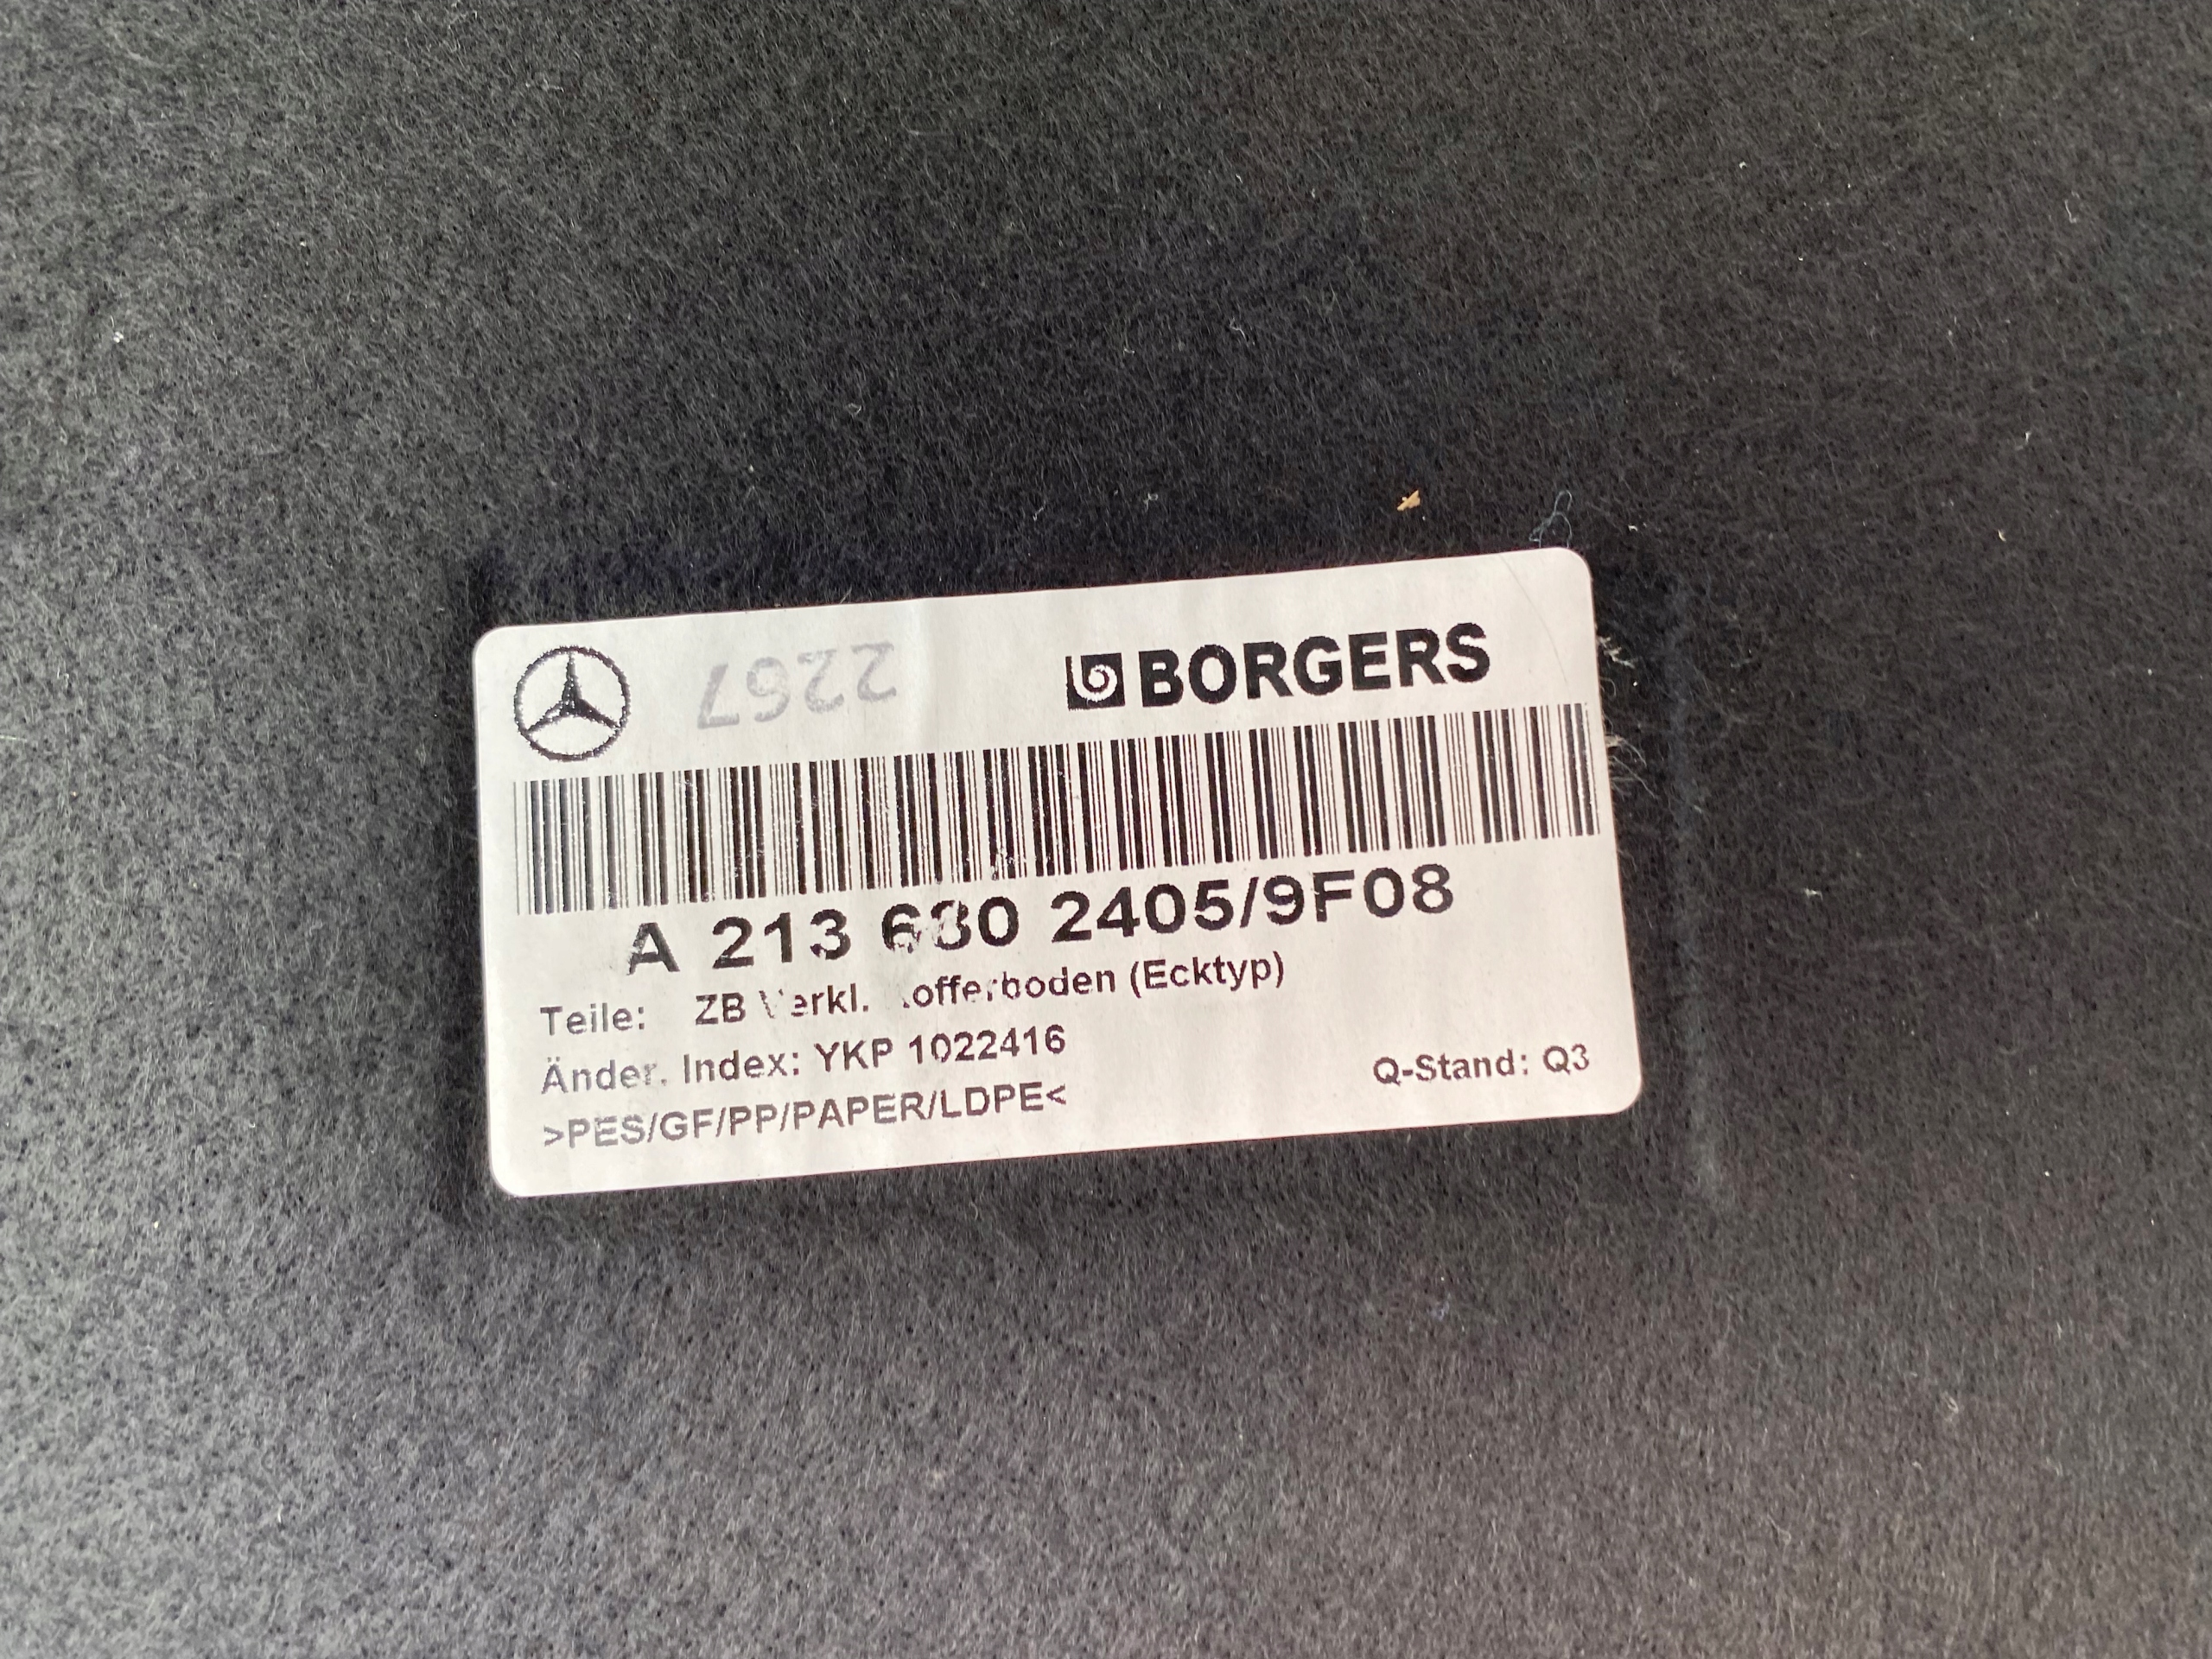 2267
BORGERS
A 213 680 2405/9F08
Teile: ZB Verkl. Kofferboden (Ecktyp)
Änder. Index: YKP 1022416
Q-Stand: Q3
>PES/GF/PP/PAPER/LDPE<